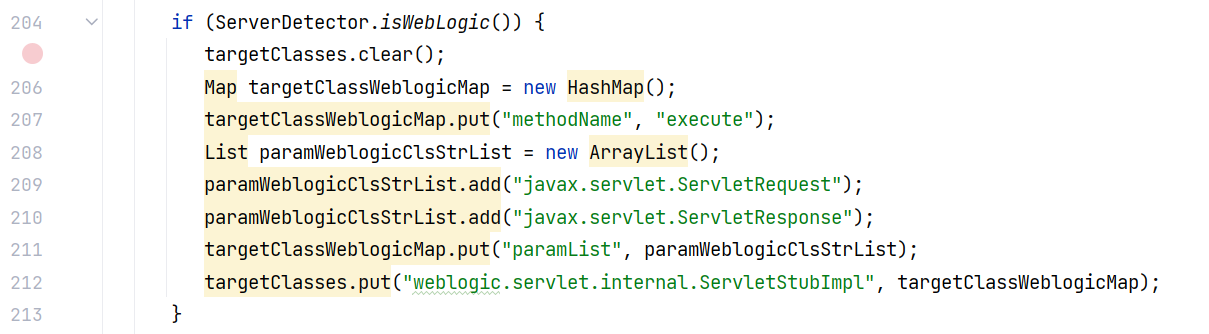 204 if (ServerDetector.isWebLogic()) {
targetClasses.clear();
206 Map targetClassWeblogicMap = new HashMap();
207 targetClassWeblogicMap.put("methodName", "execute");
208 List paramWeblogicClsStrList = new ArrayList();
209 paramWeblogicClsStrList.add("javax.servlet.ServletRequest");
210 paramWeblogicClsStrList.add("javax.servlet.ServletResponse");
211 targetClassWeblogicMap.put("paramList", paramWeblogicClsStrList);
212 targetClasses.put("weblogic.servlet.internal.ServletStubImpl", targetClassWeblogicMap);
213 }